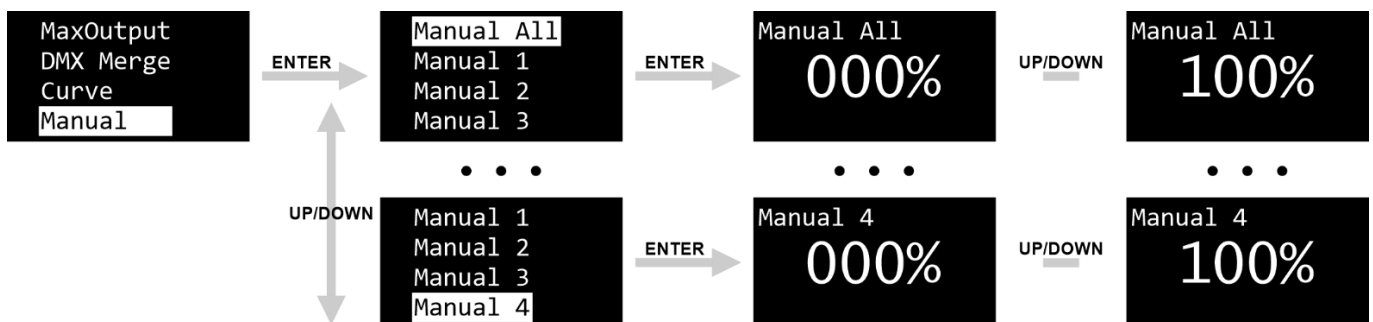 MaxOutput
DMX Merge
Curve
Manual
ENTER
Manual All
Manual 1
Manual 2
Manual 3
ENTER
Manual All
000%
UP/DOWN
Manual All
100%
• • •
• • •
• • •
UP/DOWN
Manual 1
Manual 2
Manual 3
Manual 4
ENTER
Manual 4
000%
UP/DOWN
Manual 4
100%